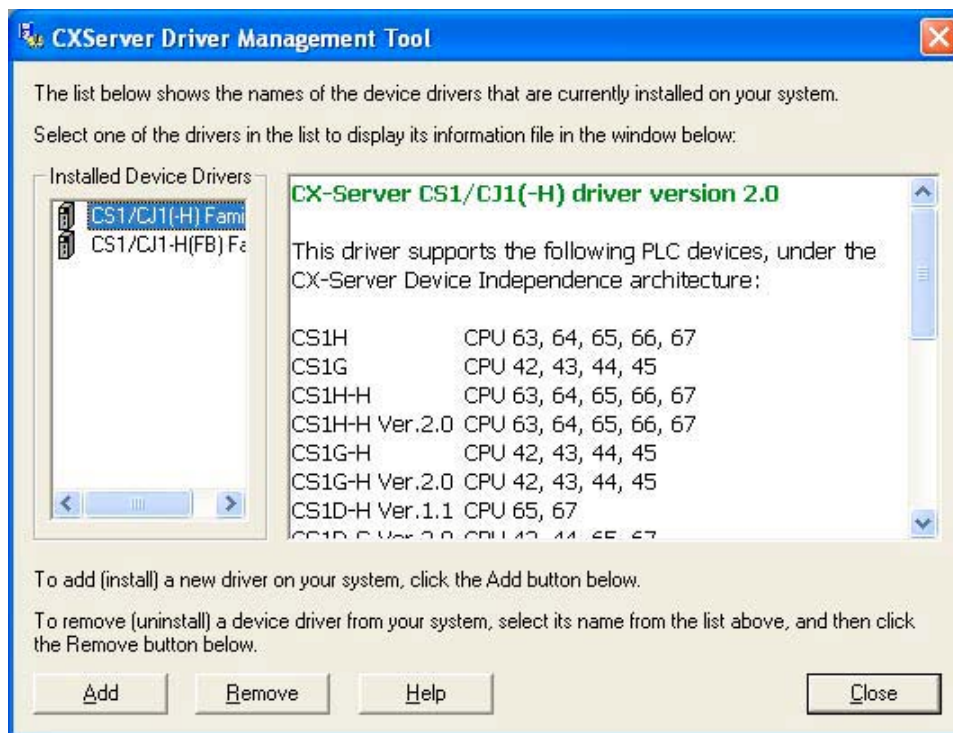 CXServer Driver Management Tool
The list below shows the names of the device drivers that are currently installed on your system.
Select one of the drivers in the list to display its information file in the window below:
Installed Device Drivers
CS1/CJ1(-H) Fami
CS1/CJ1-H(FB) Fa
CX-Server CS1/CJ1(-H) driver version 2.0
This driver supports the following PLC devices, under the
CX-Server Device Independence architecture:
CS1H CPU 63, 64, 65, 66, 67
CS1G CPU 42, 43, 44, 45
CS1H-H CPU 63, 64, 65, 66, 67
CS1H-H Ver.2.0 CPU 63, 64, 65, 66, 67
CS1G-H CPU 42, 43, 44, 45
CS1G-H Ver.2.0 CPU 42, 43, 44, 45
CS1D-H Ver.1.1 CPU 65, 67
To add (install) a new driver on your system, click the Add button below.
To remove (uninstall) a device driver from your system, select its name from the list above, and then click
the Remove button below.
Add Remove Help Close